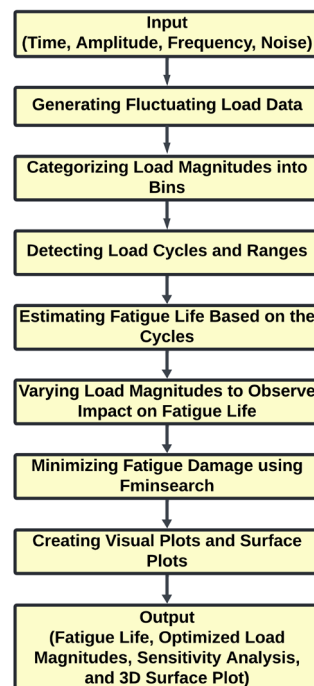 Input
(Time, Amplitude, Frequency, Noise)
Generating Fluctuating Load Data
Categorizing Load Magnitudes into
Bins
Detecting Load Cycles and Ranges
Estimating Fatigue Life Based on the
Cycles
Varying Load Magnitudes to Observe
Impact on Fatigue Life
Minimizing Fatigue Damage using
Fminsearch
Creating Visual Plots and Surface
Plots
Output
(Fatigue Life, Optimized Load
Magnitudes, Sensitivity Analysis,
and 3D Surface Plot)